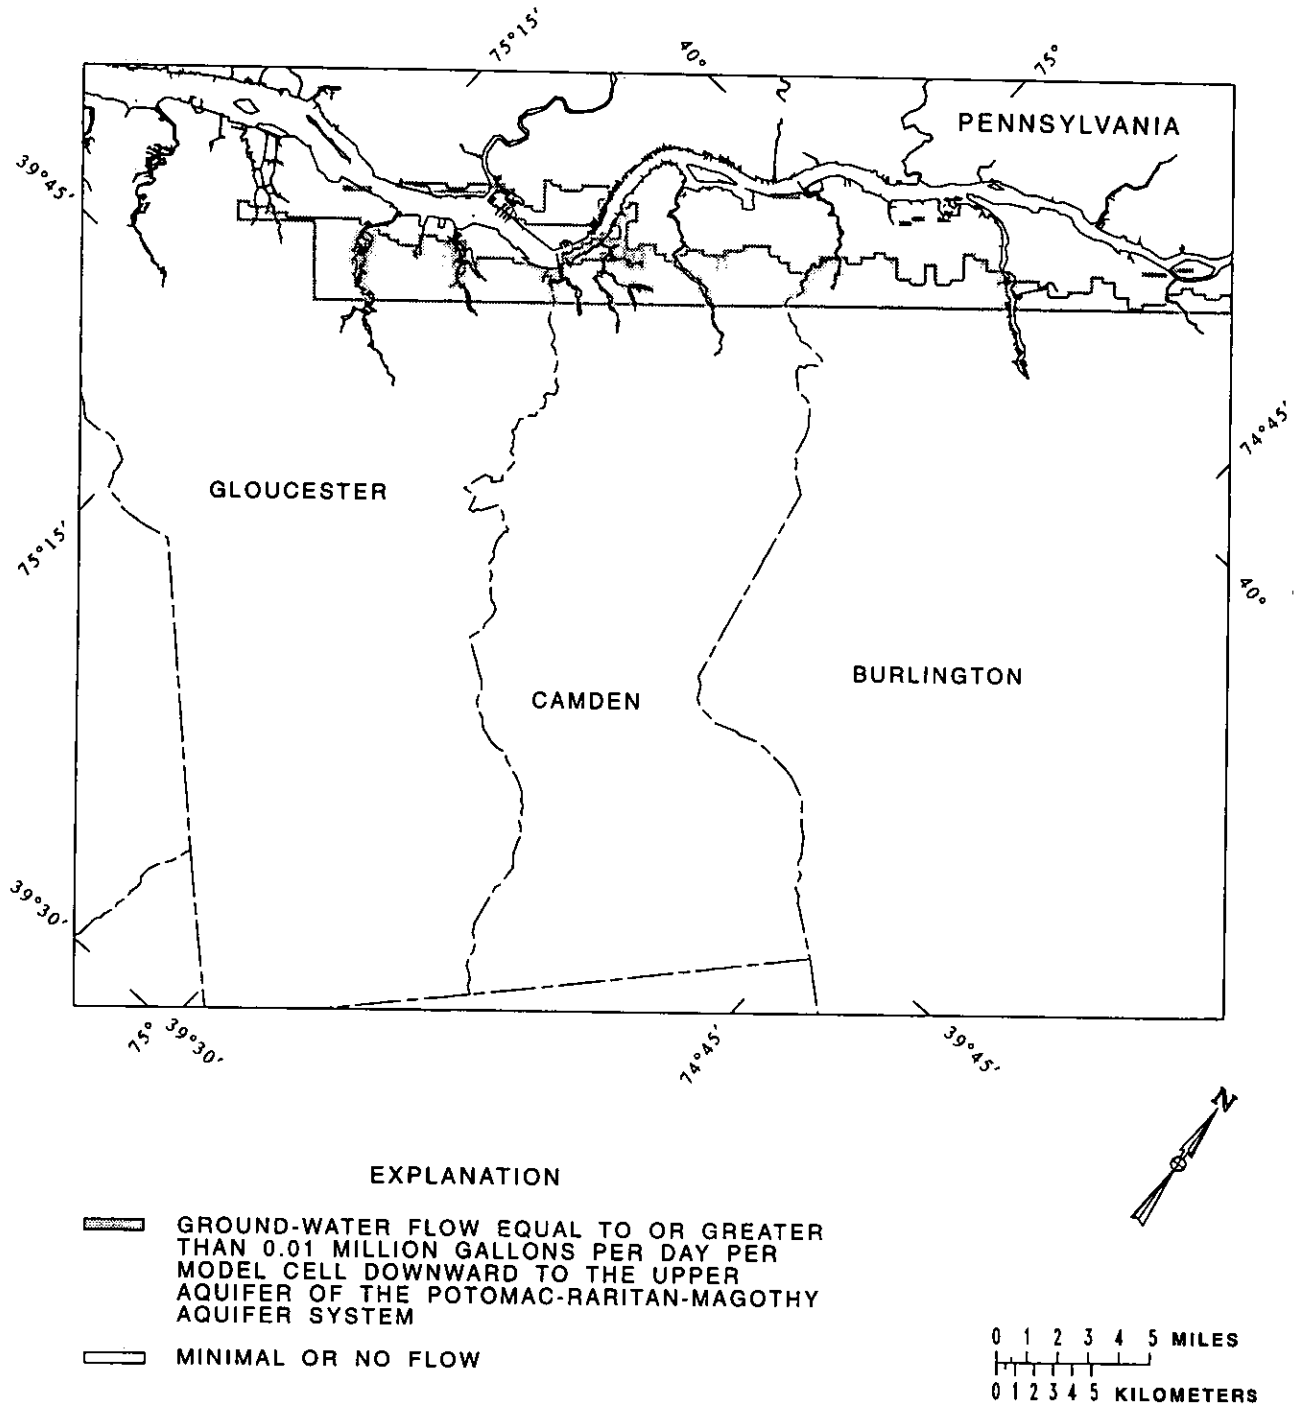 75°15'
40°
75°
PENNSYLVANIA
39°45'
74°45'
GLOUCESTER
75°15'
40°
BURLINGTON
CAMDEN
39°30'
75°
39°30'
74°45'
39°45'
N
EXPLANATION
GROUND-WATER FLOW EQUAL TO OR GREATER
THAN 0.01 MILLION GALLONS PER DAY PER
MODEL CELL DOWNWARD TO THE UPPER
AQUIFER OF THE POTOMAC-RARITAN-MAGOTHY
AQUIFER SYSTEM
MINIMAL OR NO FLOW
0 1 2 3 4 5 MILES
0 1 2 3 4 5 KILOMETERS